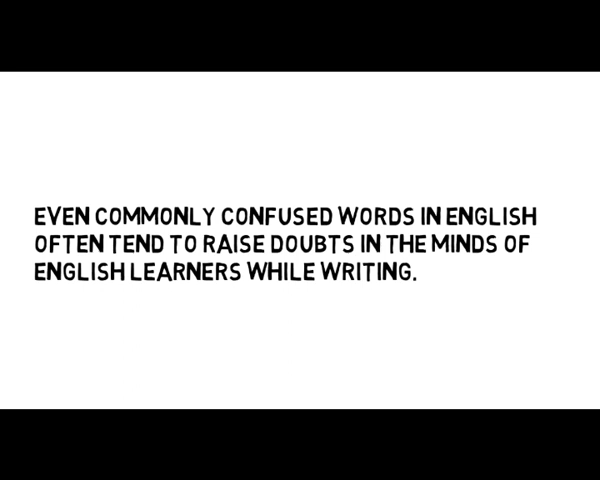 EVEN COMMONLY CONFUSED WORDS IN ENGLISH
OFTEN TEND TO RAISE DOUBTS IN THE MINDS OF
ENGLISH LEARNERS WHILE WRITING.